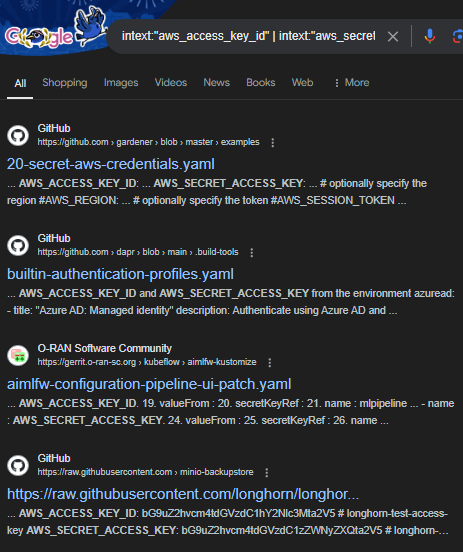 Google
intext:"aws_access_key_id" | intext:"aws_secret
All Shopping Images Videos News Books Web More
GitHub
https://github.com › gardener › blob › master › examples
20-secret-aws-credentials.yaml
... AWS_ACCESS_KEY_ID: ... AWS_SECRET_ACCESS_KEY: ... # optionally specify the
region #AWS_REGION: ... # optionally specify the token #AWS_SESSION_TOKEN ...
GitHub
https://github.com › dapr › blob › main › .build-tools
builtin-authentication-profiles.yaml
... AWS_ACCESS_KEY_ID and AWS_SECRET_ACCESS_KEY from the environment azuread:
- title: "Azure AD: Managed identity" description: Authenticate using Azure AD and ...
O-RAN Software Community
https://gerrit.o-ran-sc.org › kubeflow › aimlfw-kustomize
aimlfw-configuration-pipeline-ui-patch.yaml
... AWS_ACCESS_KEY_ID. 19. valueFrom : 20. secretKeyRef : 21. name : mlpipeline ... - name
: AWS_SECRET_ACCESS_KEY. 24. valueFrom : 25. secretKeyRef : 26. name ...
GitHub
https://raw.githubusercontent.com › minio-backupstore
https://raw.githubusercontent.com/longhorn/longhor...
... AWS_ACCESS_KEY_ID: bG9uZ2hvcm4tdGVzdC1hY2Nlc3Mta2V5 # longhorn-test-access-
key AWS_SECRET_ACCESS_KEY: bG9uZ2hvcm4tdGVzdC1zZWNyZXQta2V5 # longhorn-...